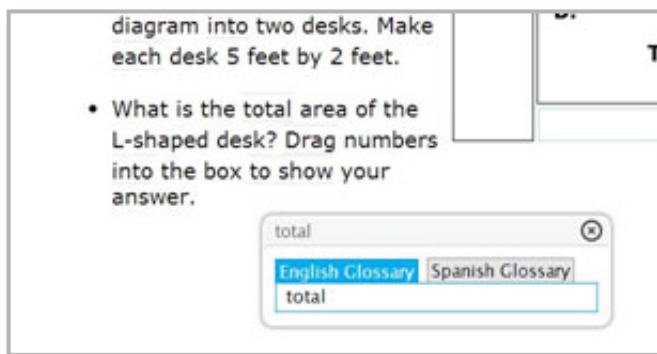 diagram into two desks. Make
each desk 5 feet by 2 feet.
• What is the total area of the
L-shaped desk? Drag numbers
into the box to show your
answer.
total
English Glossary Spanish Glossary
total